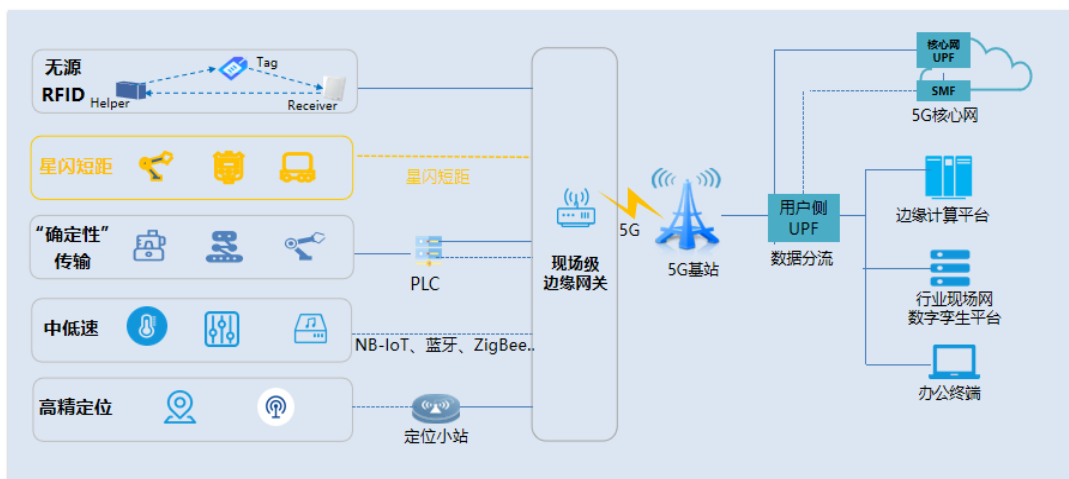 无源
RFID
Tag
Helper
Receiver
星闪短距
星闪短距
“确定性”
传输
PLC
中低速
NB-IoT、蓝牙、ZigBee..
高精定位
定位小站
现场级
边缘网关
5G
5G基站
用户侧
UPF
数据分流
核心网
UPF
SMF
5G核心网
边缘计算平台
行业现场网
数字孪生平台
办公终端